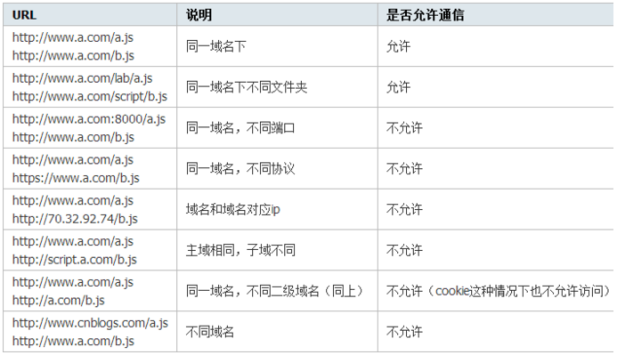 URL 说明 是否允许通信
http://www.a.com/a.js
http://www.a.com/b.js
同一域名下 允许
http://www.a.com/lab/a.js
http://www.a.com/script/b.js
同一域名下不同文件夹 允许
http://www.a.com:8000/a.js
http://www.a.com/b.js
同一域名，不同端口 不允许
http://www.a.com/a.js
https://www.a.com/b.js
同一域名，不同协议 不允许
http://www.a.com/a.js
http://70.32.92.74/b.js
域名和域名对应ip 不允许
http://www.a.com/a.js
http://script.a.com/b.js
主域相同，子域不同 不允许
http://www.a.com/a.js
http://a.com/b.js
同一域名，不同二级域名（同上） 不允许（cookie这种情况下也不允许访问）
http://www.cnblogs.com/a.js
http://www.a.com/b.js
不同域名 不允许